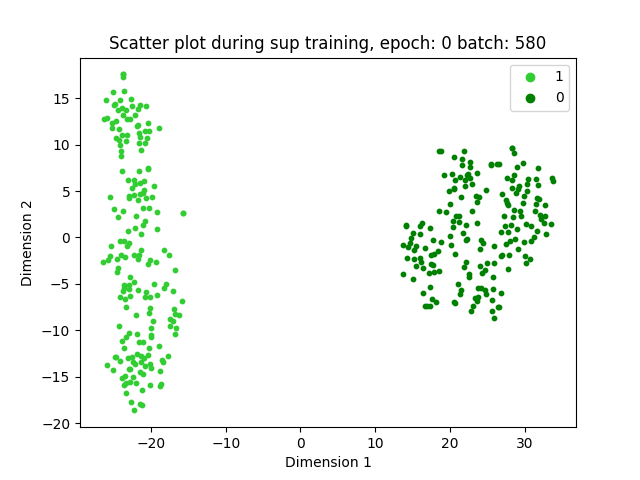 Scatter plot during sup training, epoch: 0 batch: 580
1
0
15
10
5
0
−5
−10
−15
−20
Dimension 2
−20 −10 0 10 20 30
Dimension 1